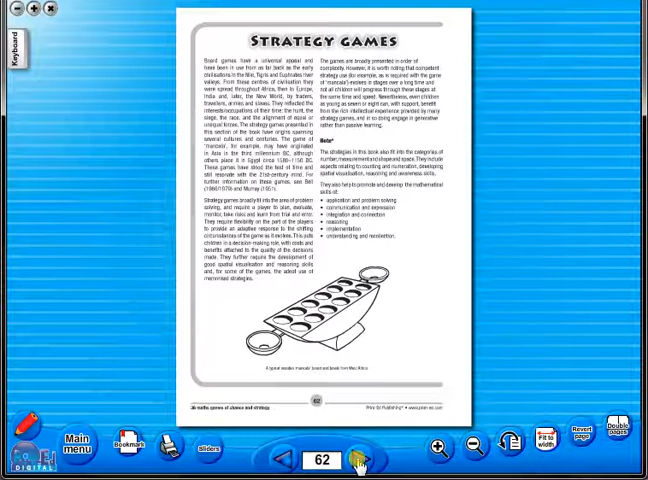 Keyboard
STRATEGY GAMES
Board games have a universal appeal and
have been in use from as far back as the early
civilisations in the Nile, Tigris and Euphrates river
valleys. From these centres of civilisation they
were spread throughout Africa, then to Europe,
India and, later, the New World, by traders,
travellers, armies and slaves. They reflected the
interests/occupations of their time; the hunt, the
siege, the race, and the alignment of equal or
unequal forces. The strategy games presented in
this section of the book have origins spanning
several cultures and centuries. The game of
'mancala', for example, may have originated
in Asia in the third millennium BC, although
others place it in Egypt circa 1580–1150 BC.
These games have stood the test of time and
still resonate with the 21st-century mind. For
further information on these games, see Bell
(1960/1979) and Murray (1951).
Strategy games broadly fit into the area of problem
solving, and require a player to plan, evaluate,
monitor, take risks and learn from trial and error.
They require flexibility on the part of the players
to provide an adaptive response to the shifting
circumstances of the game as it evolves. This puts
children in a decision-making role, with costs and
benefits attached to the quality of the decisions
made. They further require the development of
good spatial visualisation and reasoning skills
and, for some of the games, the adept use of
memorised strategies.
The games are broadly presented in order of
complexity. However, it is worth noting that competent
strategy use (for example, as is required with the game
of 'mancala') evolves in stages over a long time and
not all children will progress through these stages at
the same time and speed. Nevertheless, even children
as young as seven or eight can, with support, benefit
from the rich intellectual experience provided by many
strategy games, and in so doing engage in generative
rather than passive learning.
Note*
The strategies in this book also fit into the categories of
number, measurement and shape and space. They include
aspects relating to counting and numeration, developing
spatial visualisation, reasoning and awareness skills.
They also help to promote and develop the mathematical
skills of:
• application and problem solving
• communication and expression
• integration and connection
• reasoning
• implementation
• understanding and recollection.
A typical wooden 'mancala' board and bowls from West Africa
62
36 maths games of chance and strategy
Prim-Ed Publishing® • www.prim-ed.com
Main
menu
Bookmark
Sliders
62
Fit to
width
Revert
page
Double
pages
DIGITAL